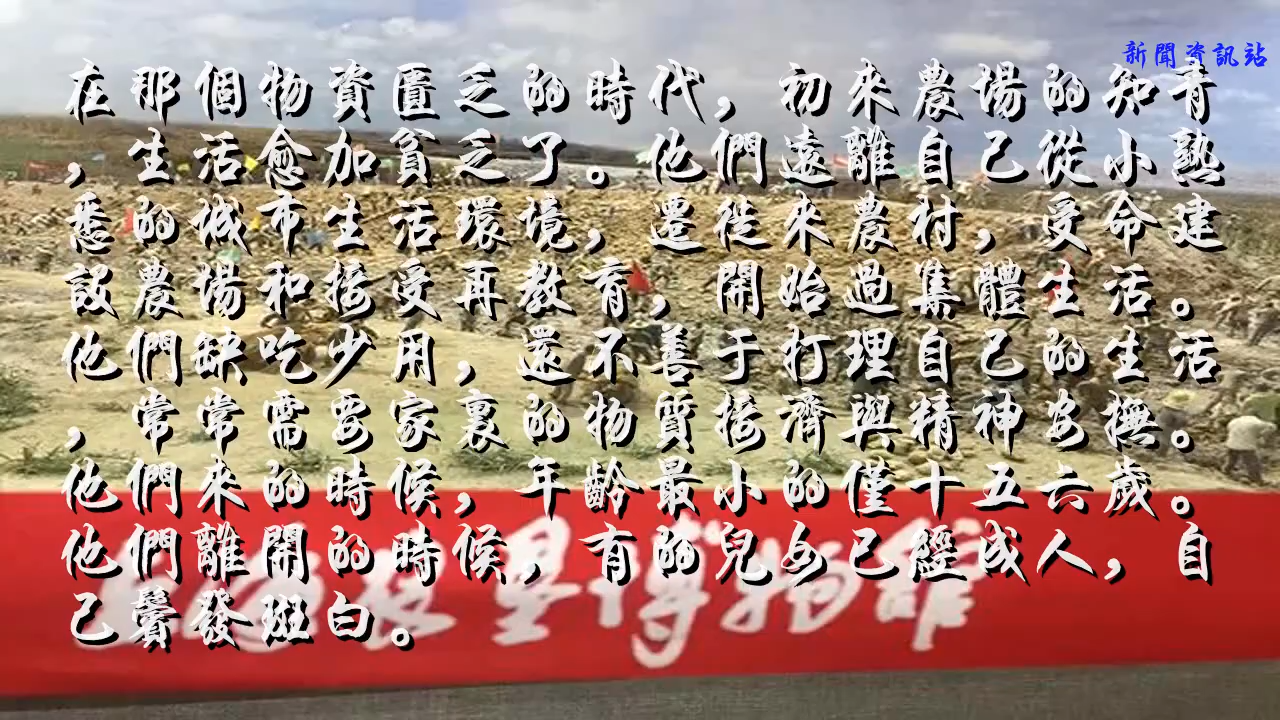 新聞資訊站
在那個物資匱乏的時代，初來農場的知青
，生活愈加貧乏了。他們遠離自己從小熟
悉的城市生活環境，遷徙來農村，受命建
設農場和接受再教育，開始過集體生活。
他們缺吃少用，還不善于打理自己的生活
，常常需要家裏的物質接濟與精神安撫。
他們來的時候，年齡最小的僅十五六歲。
他們離開的時候，有的兒女已經成人，自
己鬢發斑白。
墾博物館